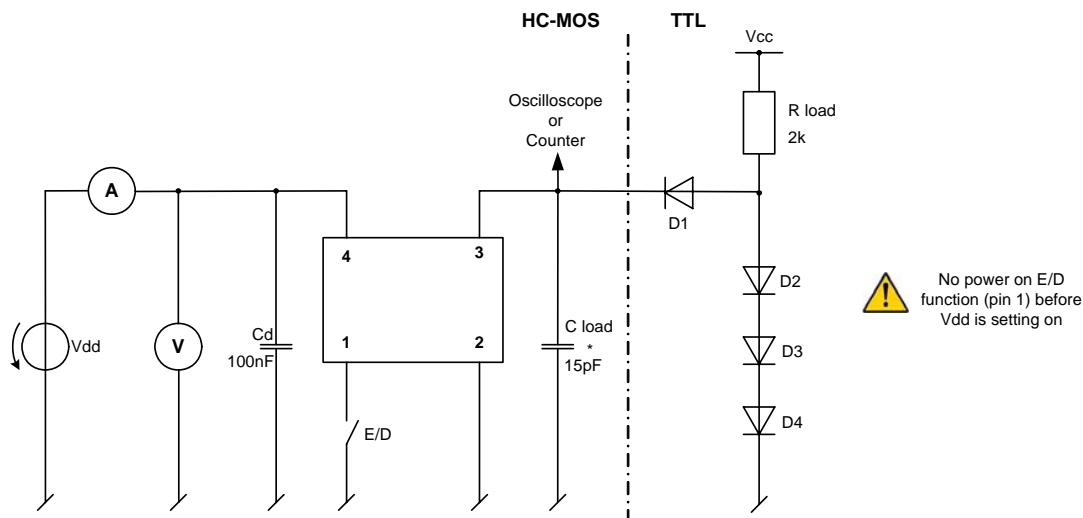 HC-MOS
TTL
Vcc
Oscilloscope
or
Counter
R load
2k
A
D1
4
3
D2
No power on E/D
function (pin 1) before
Vdd is setting on
Vdd
V
Cd
100nF
1
2
C load
*
15pF
D3
E/D
D4